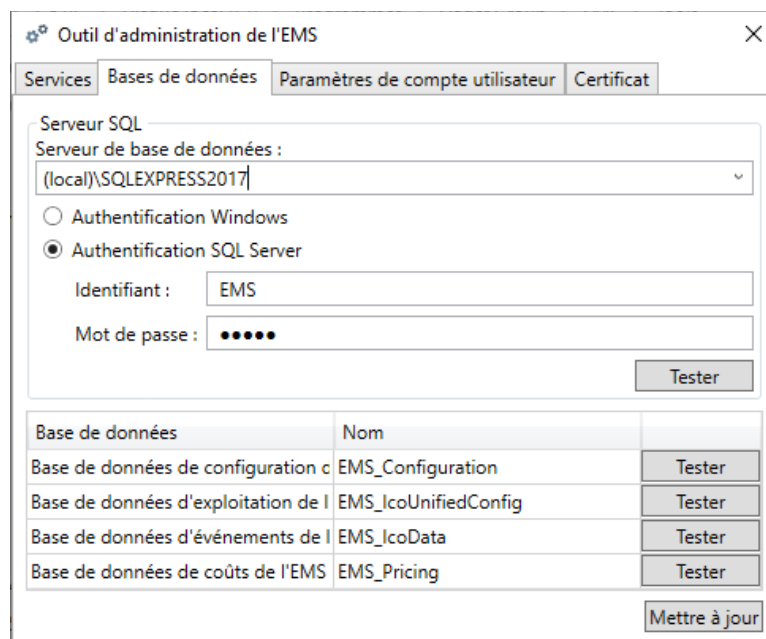 Outil d'administration de l'EMS
Services Bases de données Paramètres de compte utilisateur Certificat
Serveur SQL
Serveur de base de données :
(local)\SQLEXPRESS2017
Authentification Windows
Authentification SQL Server
Identifiant : EMS
Mot de passe : •••••
Tester
Base de données Nom
Base de données de configuration d EMS_Configuration Tester
Base de données d'exploitation de l EMS_IcoUnifiedConfig Tester
Base de données d'événements de l EMS_IcoData Tester
Base de données de coûts de l'EMS EMS_Pricing Tester
Mettre à jour